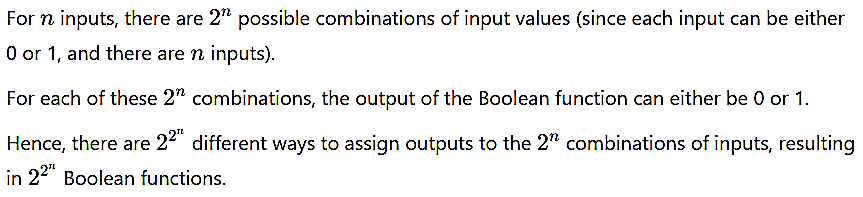 For n inputs, there are 2ⁿ possible combinations of input values (since each input can be either
0 or 1, and there are n inputs).
For each of these 2ⁿ combinations, the output of the Boolean function can either be 0 or 1.
Hence, there are 2^{2^n} different ways to assign outputs to the 2ⁿ combinations of inputs, resulting
in 2^{2^n} Boolean functions.